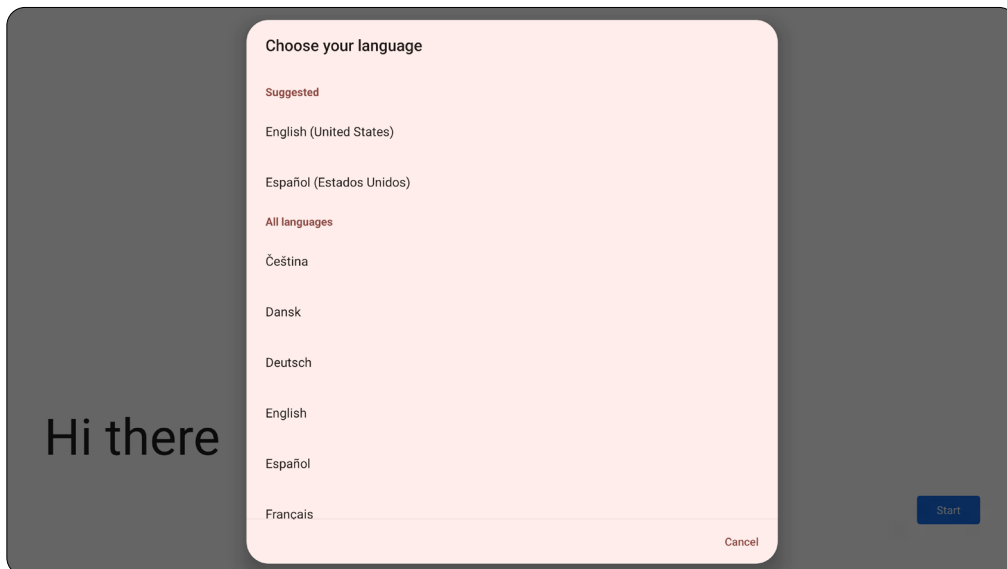 Choose your language
Suggested
English (United States)
Español (Estados Unidos)
All languages
Čeština
Dansk
Deutsch
English
Español
Français
Cancel
Hi there
Start